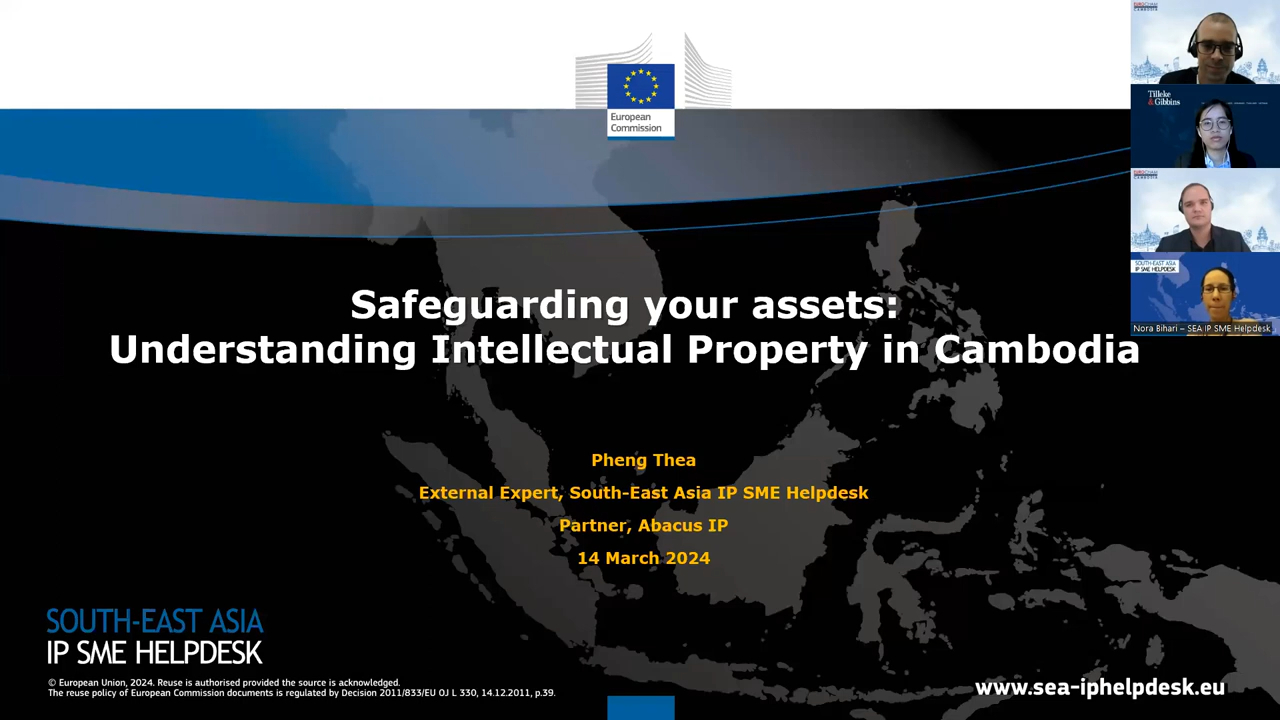 European
Commission
Safeguarding your assets:
Understanding Intellectual Property in Cambodia
Pheng Thea
External Expert, South-East Asia IP SME Helpdesk
Partner, Abacus IP
14 March 2024
SOUTH-EAST ASIA
IP SME HELPDESK
© European Union, 2024. Reuse is authorised provided the source is acknowledged.
The reuse policy of European Commission documents is regulated by Decision 2011/833/EU OJ L 330, 14.12.2011, p.39.
www.sea-iphelpdesk.eu
EUROCHAM
CAMBODIA
Tilleke
& Gibbins
EUROCHAM
CAMBODIA
SOUTH-EAST ASIA
IP SME HELPDESK
Nora Bihari – SEA IP SME Helpdesk